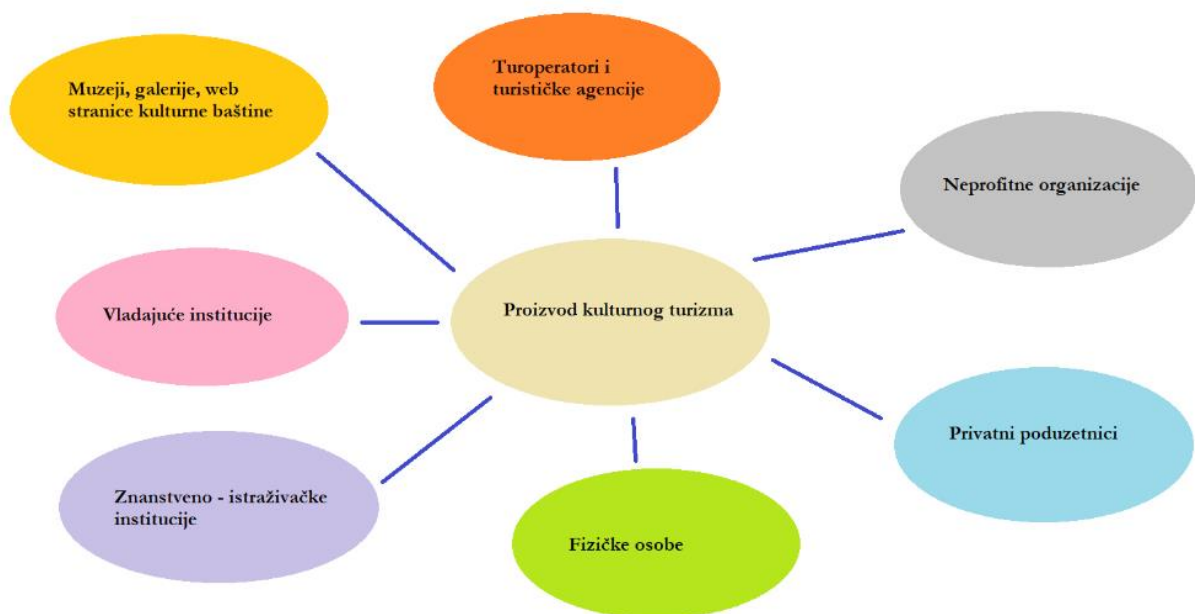 Muzeji, galerije, web
stranice kulturne baštine
Turoperatori i
turističke agencije
Neprofitne organizacije
Vladajuće institucije
Proizvod kulturnog turizma
Privatni poduzetnici
Znanstveno - istraživačke
institucije
Fizičke osobe